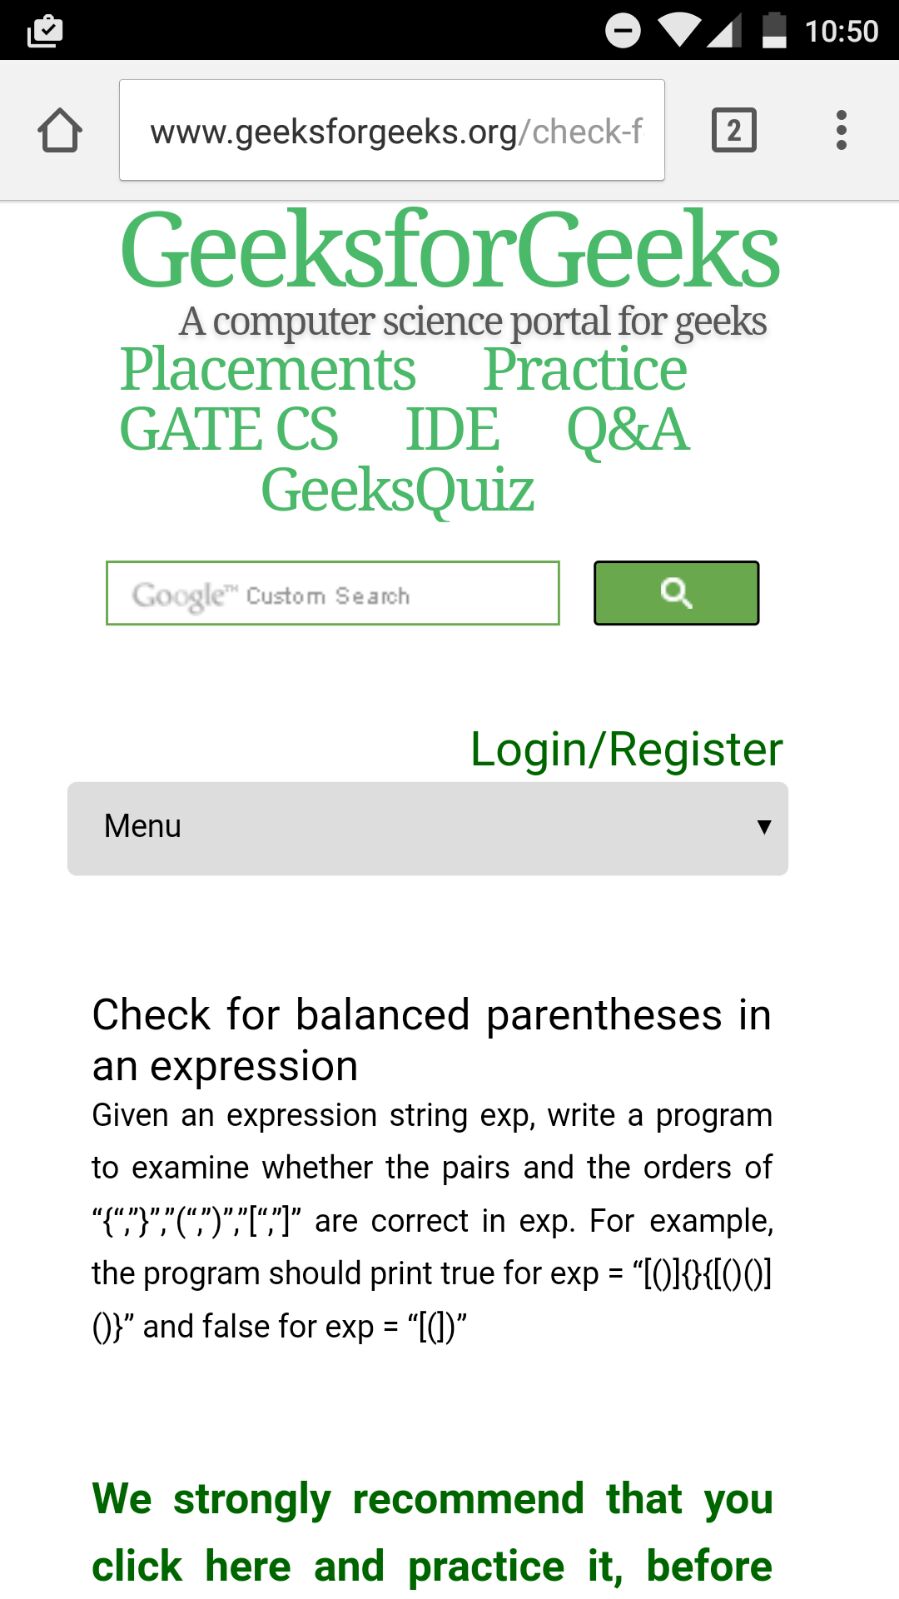 10:50
www.geeksforgeeks.org/check-f
2
GeeksforGeeks
A computer science portal for geeks
Placements Practice
GATE CS IDE Q&A
GeeksQuiz
Google™ Custom Search
Login/Register
Menu ▼
Check for balanced parentheses in
an expression
Given an expression string exp, write a program
to examine whether the pairs and the orders of
“{“,”}”,”(“,”)”,”[“,”]” are correct in exp. For example,
the program should print true for exp = “[()]{}{[()()]
()}” and false for exp = “[(])”
We strongly recommend that you
click here and practice it, before